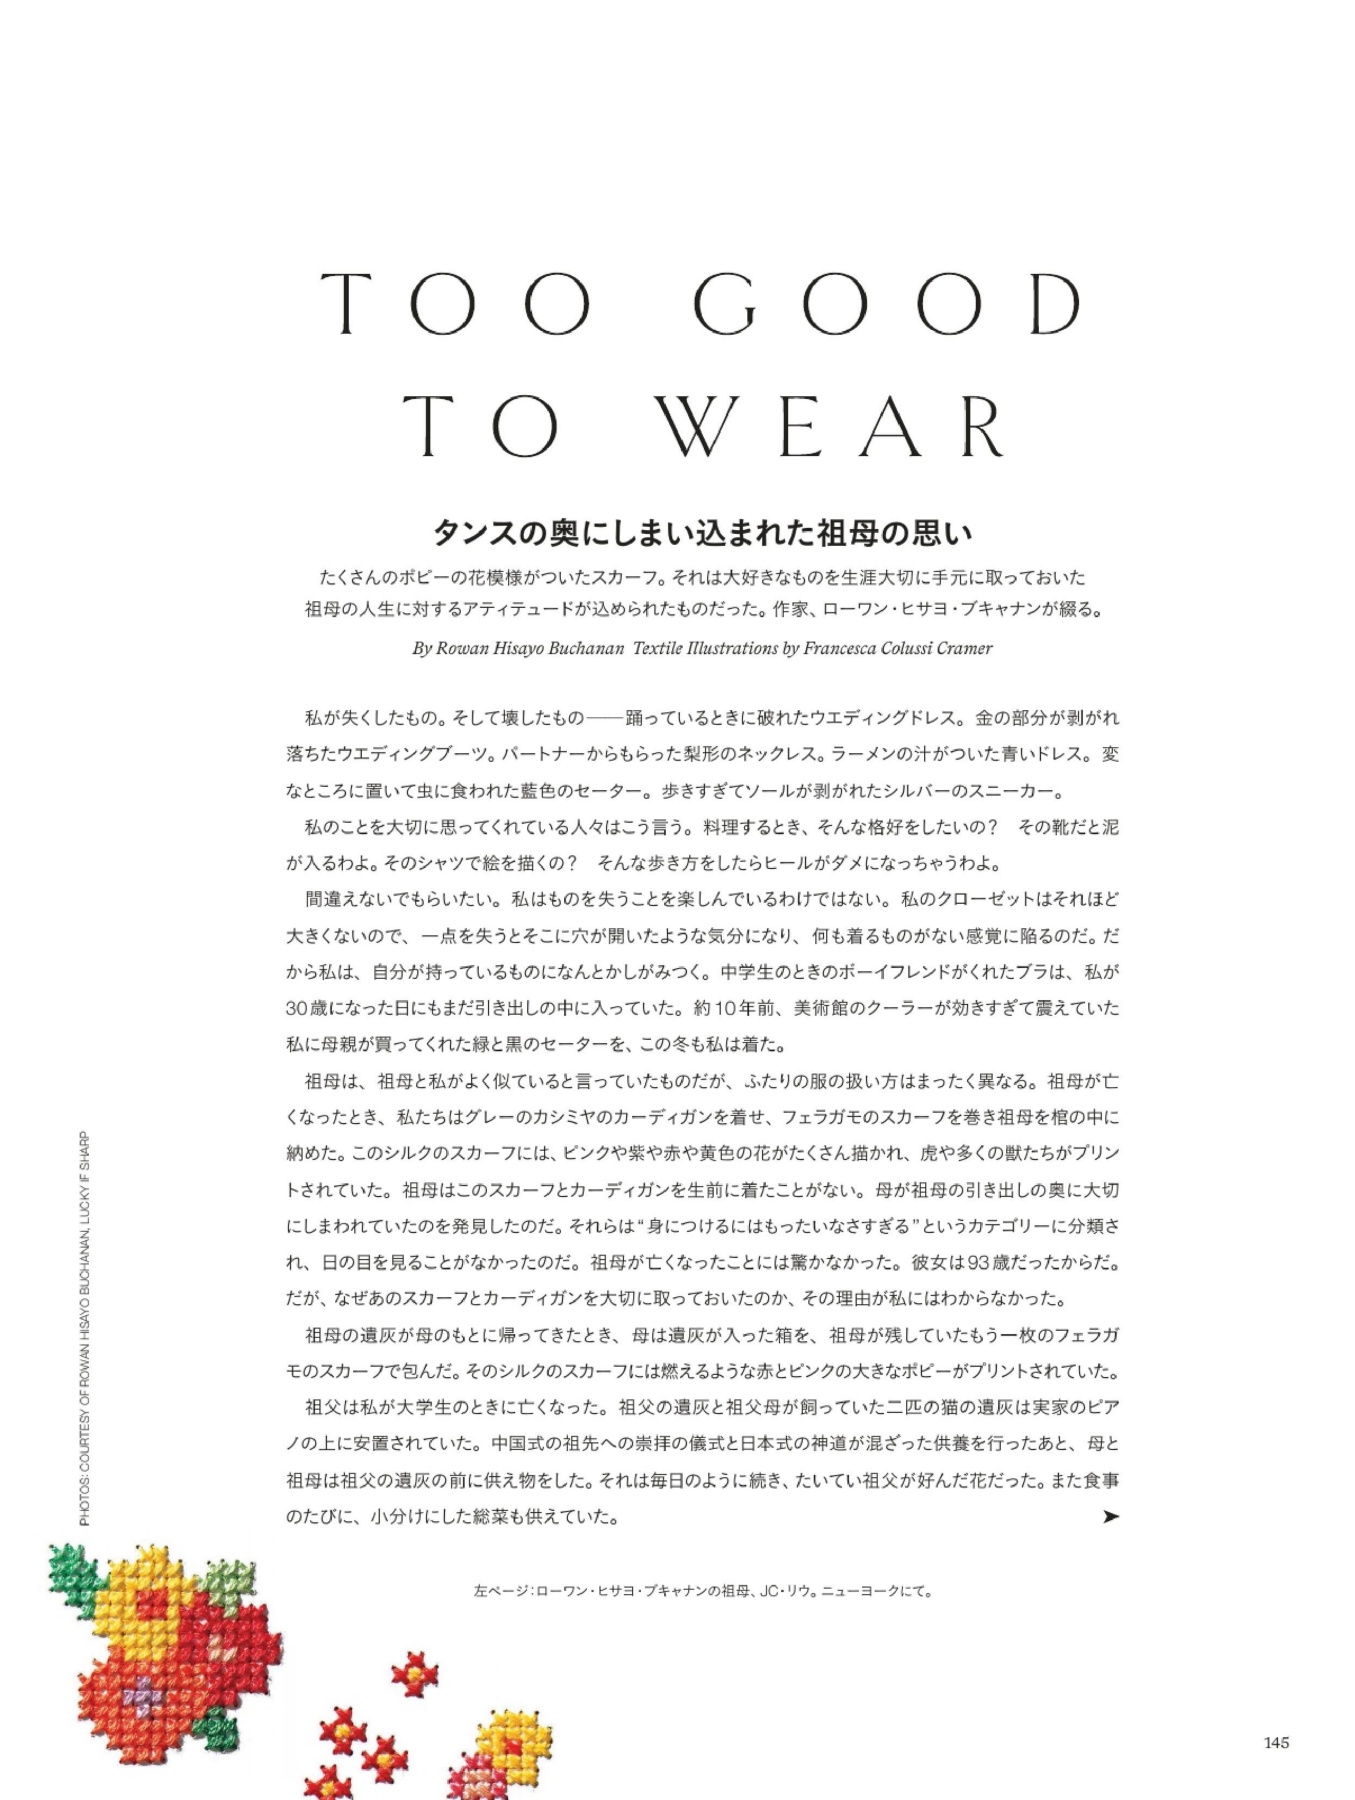 TOO GOOD
TO WEAR
タンスの奥にしまい込まれた祖母の思い
たくさんのポピーの花模様がついたスカーフ。それは大好きなものを生涯大切に手元に取っておいた
祖母の人生に対するアティテュードが込められたものだった。作家、ローワン・ヒサヨ・ブキャナンが綴る。
By Rowan Hisayo Buchanan Textile Illustrations by Francesca Colussi Cramer
私が失くしたもの。そして壊したもの――踊っているときに破れたウエディングドレス。金の部分が剥がれ
落ちたウエディングブーツ。パートナーからもらった梨形のネックレス。ラーメンの汁がついた青いドレス。変
なところに置いて虫に食われた藍色のセーター。歩きすぎてソールが剥がれたシルバーのスニーカー。
私のことを大切に思ってくれている人々はこう言う。料理するとき、そんな格好をしたいの？　その靴だと泥
が入るわよ。そのシャツで絵を描くの？　そんな歩き方をしたらヒールがダメになっちゃうわよ。
間違えないでもらいたい。私はものを失うことを楽しんでいるわけではない。私のクローゼットはそれほど
大きくないので、一点を失うとそこに穴が開いたような気分になり、何も着るものがない感覚に陥るのだ。だ
から私は、自分が持っているものになんとかしがみつく。中学生のときのボーイフレンドがくれたブラは、私が
30歳になった日にもまだ引き出しの中に入っていた。約10年前、美術館のクーラーが効きすぎて震えていた
私に母親が買ってくれた緑と黒のセーターを、この冬も私は着た。
祖母は、祖母と私がよく似ていると言っていたものだが、ふたりの服の扱い方はまったく異なる。祖母が亡
くなったとき、私たちはグレーのカシミヤのカーディガンを着せ、フェラガモのスカーフを巻き祖母を棺の中に
納めた。このシルクのスカーフには、ピンクや紫や赤や黄色の花がたくさん描かれ、虎や多くの獣たちがプリン
トされていた。祖母はこのスカーフとカーディガンを生前に着たことがない。母が祖母の引き出しの奥に大切
にしまわれていたのを発見したのだ。それらは“身につけるにはもったいなさすぎる”というカテゴリーに分類さ
れ、日の目を見ることがなかったのだ。祖母が亡くなったことには驚かなかった。彼女は93歳だったからだ。
だが、なぜあのスカーフとカーディガンを大切に取っておいたのか、その理由が私にはわからなかった。
祖母の遺灰が母のもとに帰ってきたとき、母は遺灰が入った箱を、祖母が残していたもう一枚のフェラガ
モのスカーフで包んだ。そのシルクのスカーフには燃えるような赤とピンクの大きなポピーがプリントされていた。
祖父は私が大学生のときに亡くなった。祖父の遺灰と祖父母が飼っていた二匹の猫の遺灰は実家のピア
ノの上に安置されていた。中国式の祖先への崇拝の儀式と日本式の神道が混ざった供養を行ったあと、母と
祖母は祖父の遺灰の前に供え物をした。それは毎日のように続き、たいてい祖父が好んだ花だった。また食事
のたびに、小分けにした総菜も供えていた。 ➤
左ページ：ローワン・ヒサヨ・ブキャナンの祖母、JC・リウ。ニューヨークにて。
PHOTOS: COURTESY OF ROWAN HISAYO BUCHANAN, LUCKY IF SHARP
145